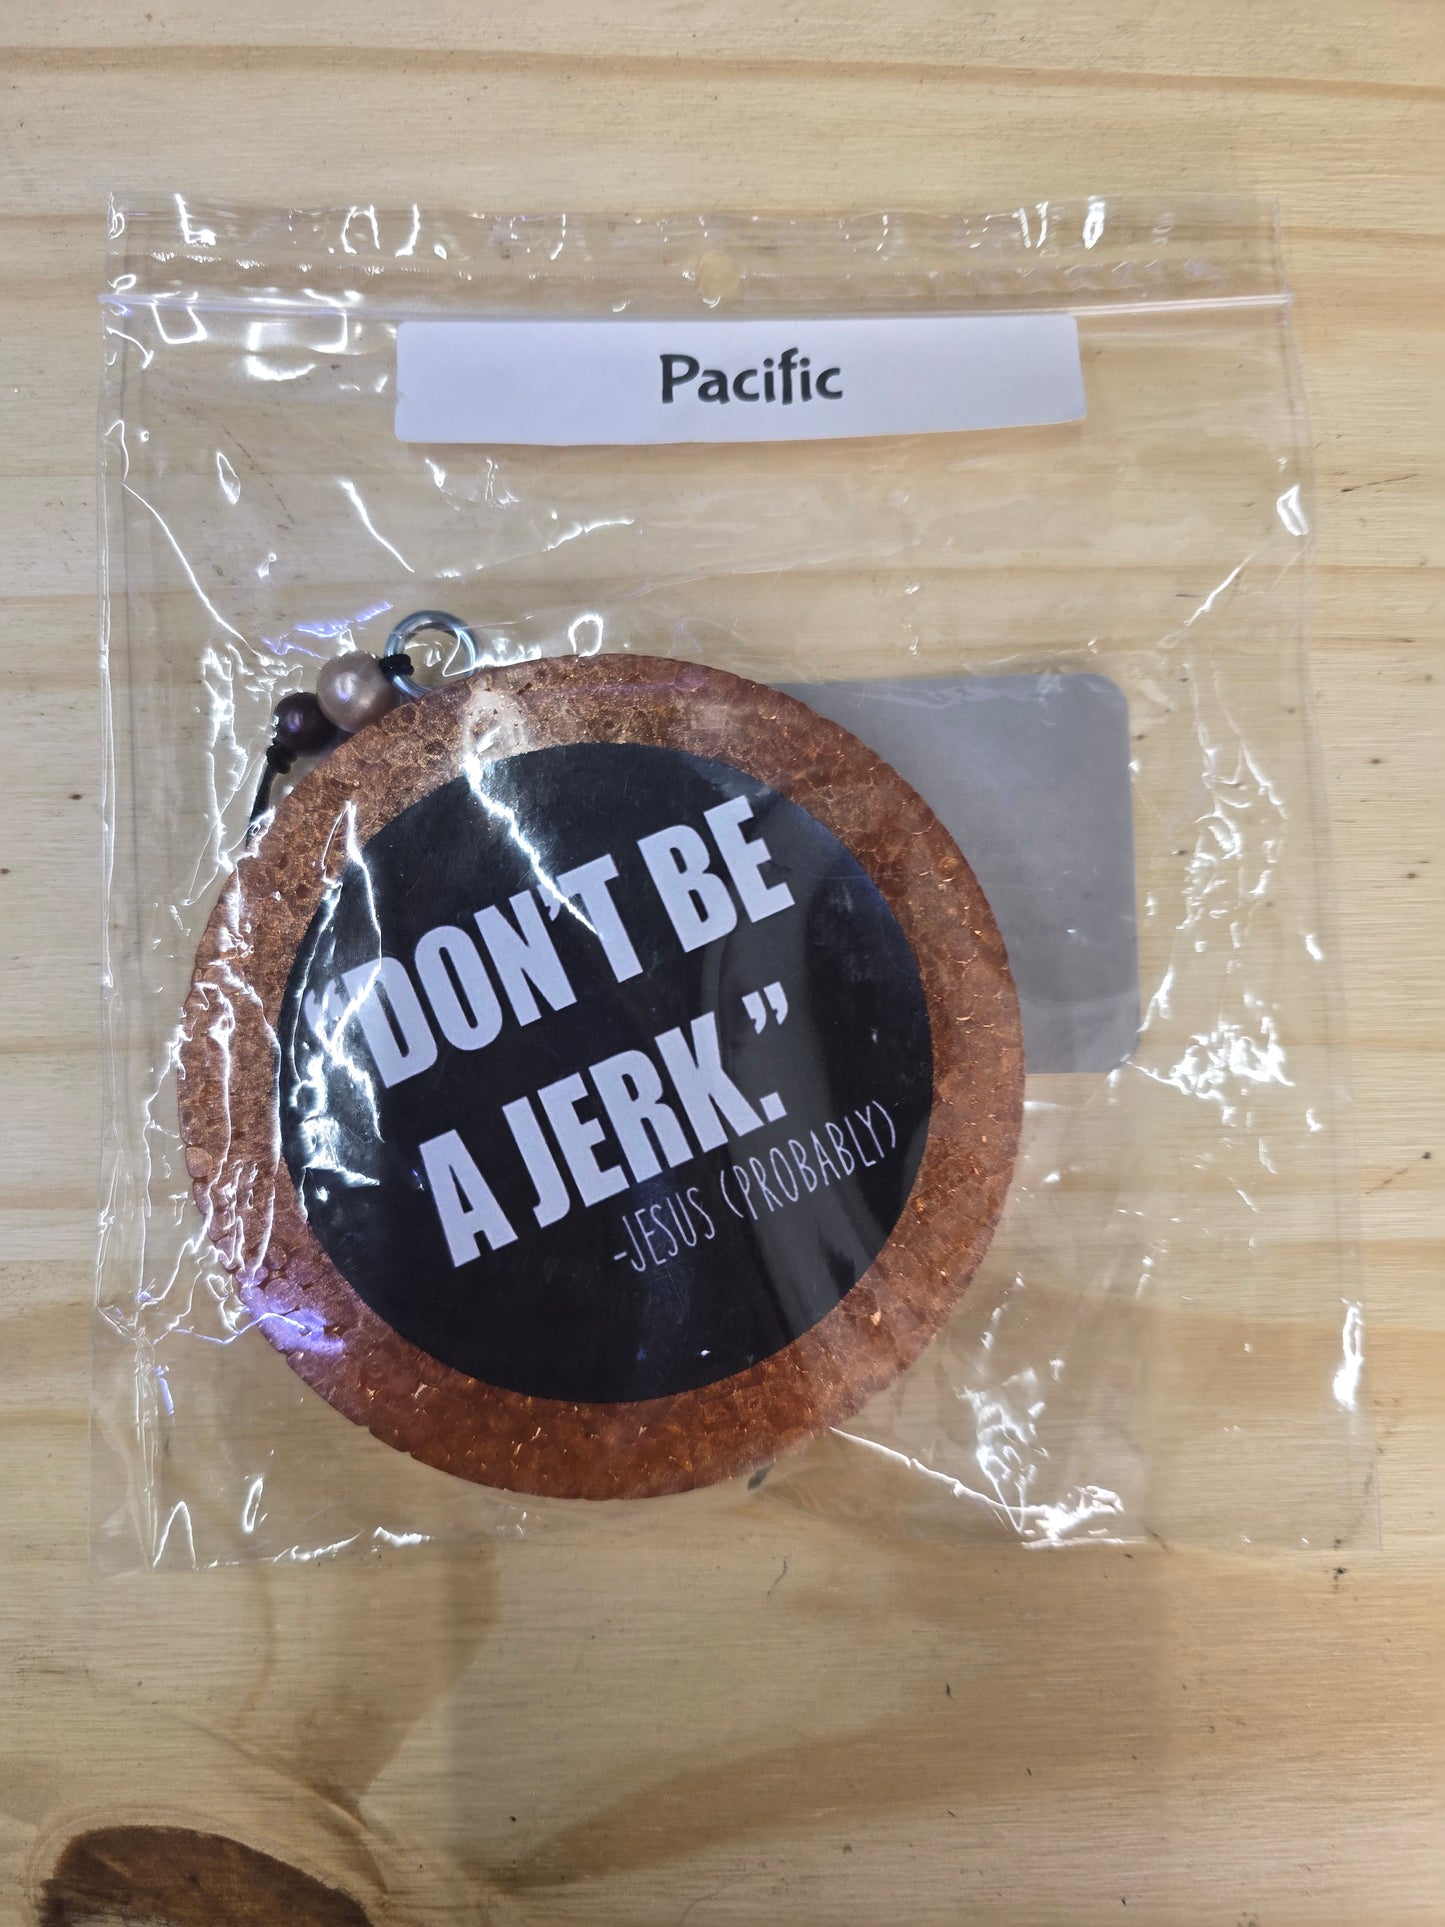 Pacific
“DON’T BE
A JERK.”
-JESUS (PROBABLY)